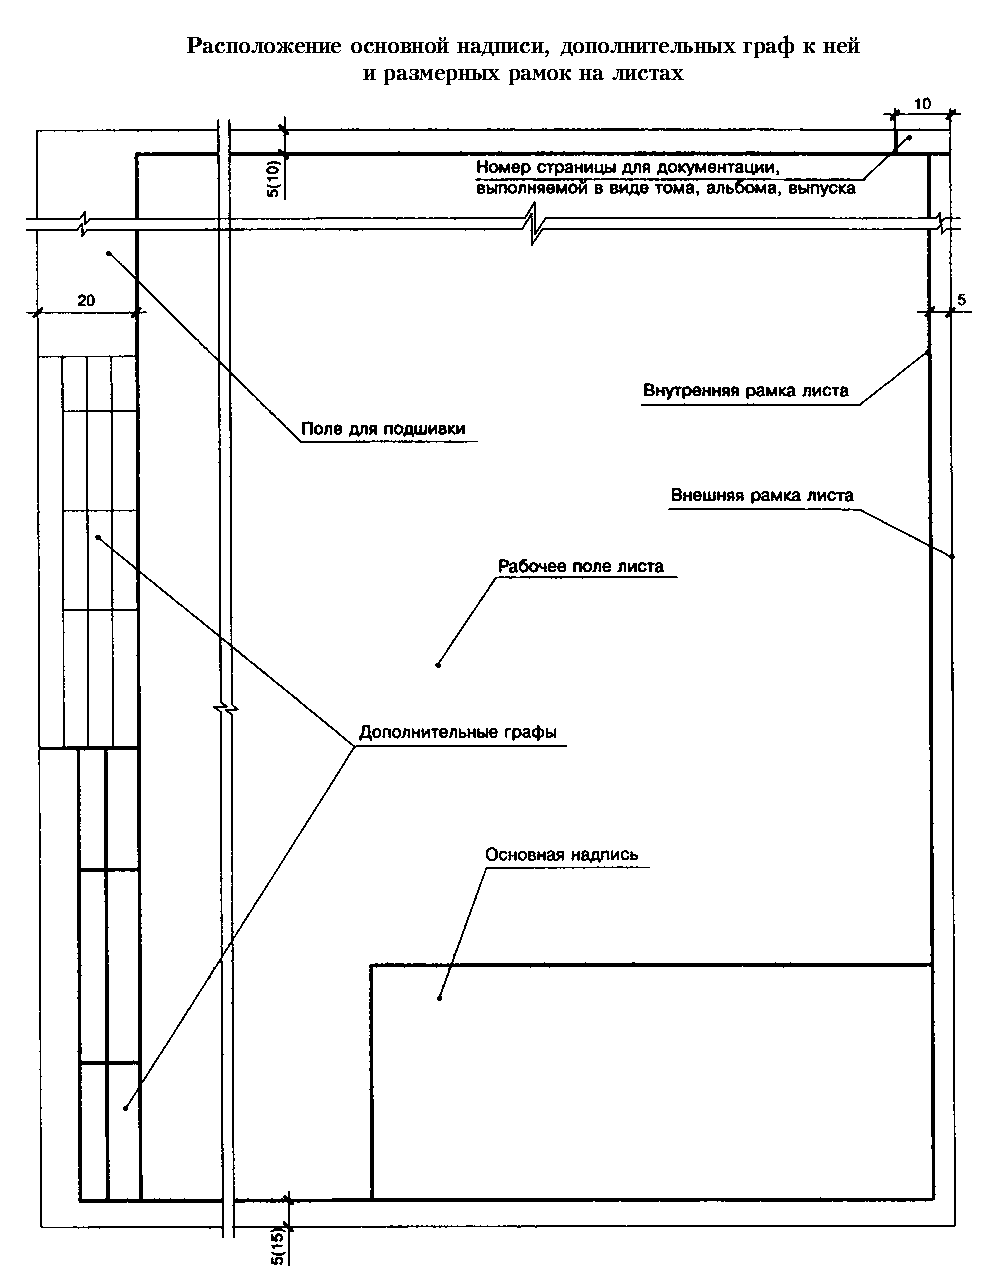 Расположение основной надписи, дополнительных граф к ней
и размерных рамок на листах
10
5(10)
Номер страницы для документации,
выполняемой в виде тома, альбома, выпуска
20
5
Внутренняя рамка листа
Поле для подшивки
Внешняя рамка листа
Рабочее поле листа
Дополнительные графы
Основная надпись
5(15)